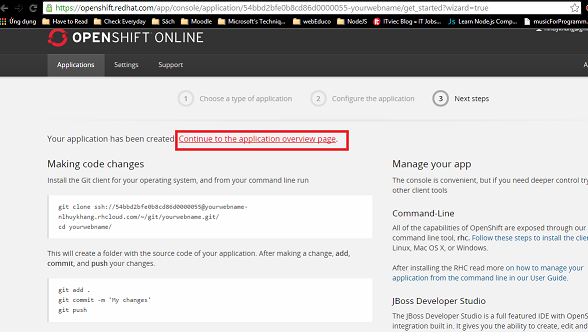 https://openshift.redhat.com/app/console/application/54bbd2bfe0b8cd86d0000055-yourwebname/get_started?wizard=true
Apps Have to Read Check Everyday Sách Moodle Microsoft's Techniq... webEduco NodeJS ITviec Blog » IT Jobs... Learn Node.js Comp... musicForProgramm
OPENSHIFT ONLINE
Applications Settings Support
1 Choose a type of application 2 Configure the application 3 Next steps
Your application has been created. Continue to the application overview page.
Making code changes
Install the Git client for your operating system, and from your command line run
git clone ssh://54bbd2bfe0b8cd86d0000055@yourwebname-
nlhuykhang.rhcloud.com/~/git/yourwebname.git/
cd yourwebname/
This will create a folder with the source code of your application. After making a change, add,
commit, and push your changes.
git add .
git commit -m 'My changes'
git push
Manage your app
The console is convenient, but if you need deeper control try
other client tools
Command-Line
All of the capabilities of OpenShift are exposed through our
command line tool, rhc. Follow these steps to install the clie
Linux, Mac OS X, or Windows.
After installing the RHC read more on how to manage your
application from the command line in our User Guide.
JBoss Developer Studio
The JBoss Developer Studio is a full featured IDE with OpenS
integration built in. It gives you the ability to create, edit and